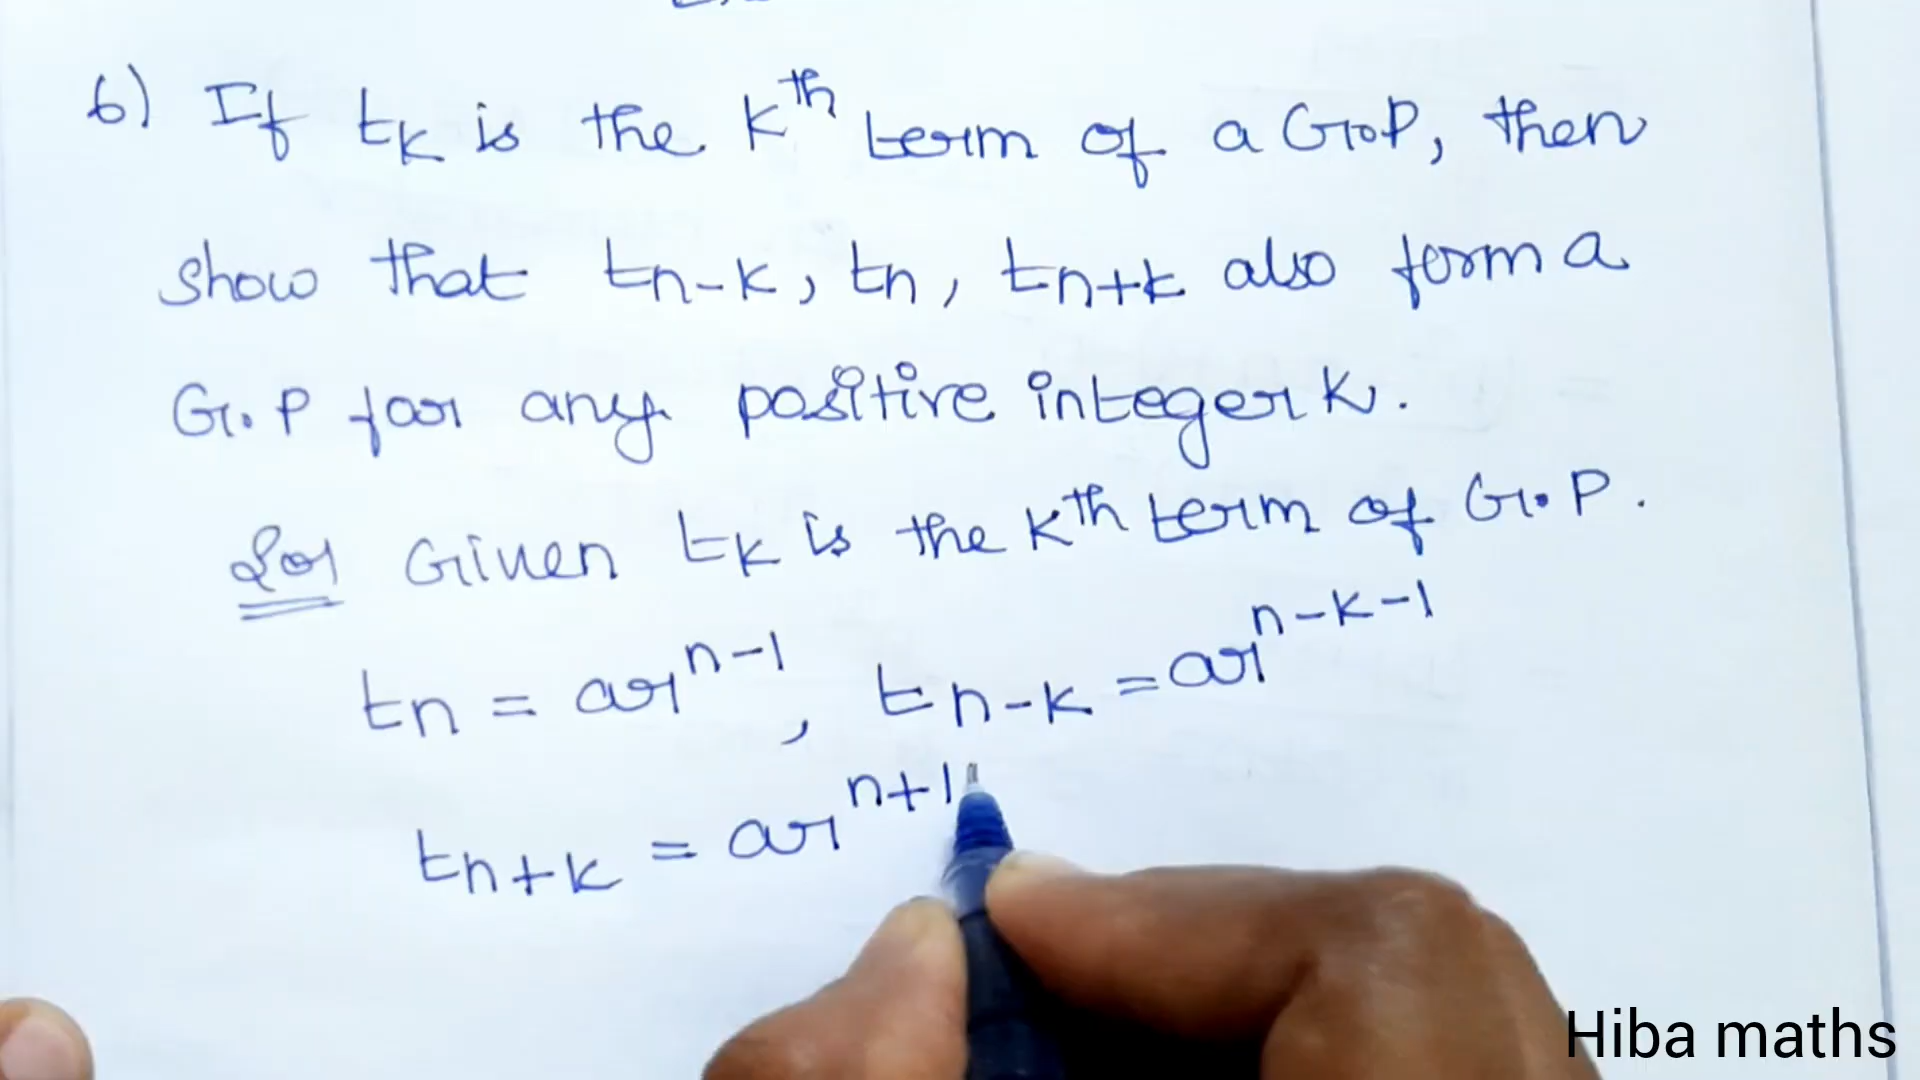 6) If tk is the kth term of a G.P, then
show that tn-k, tn, tn+k also form a
G.P for any positive integer k.
Sol Given tk is the kth term of G.P.
tn = ar^n-1, tn-k = ar^n-k-1
tn+k = ar^n+
Hiba maths